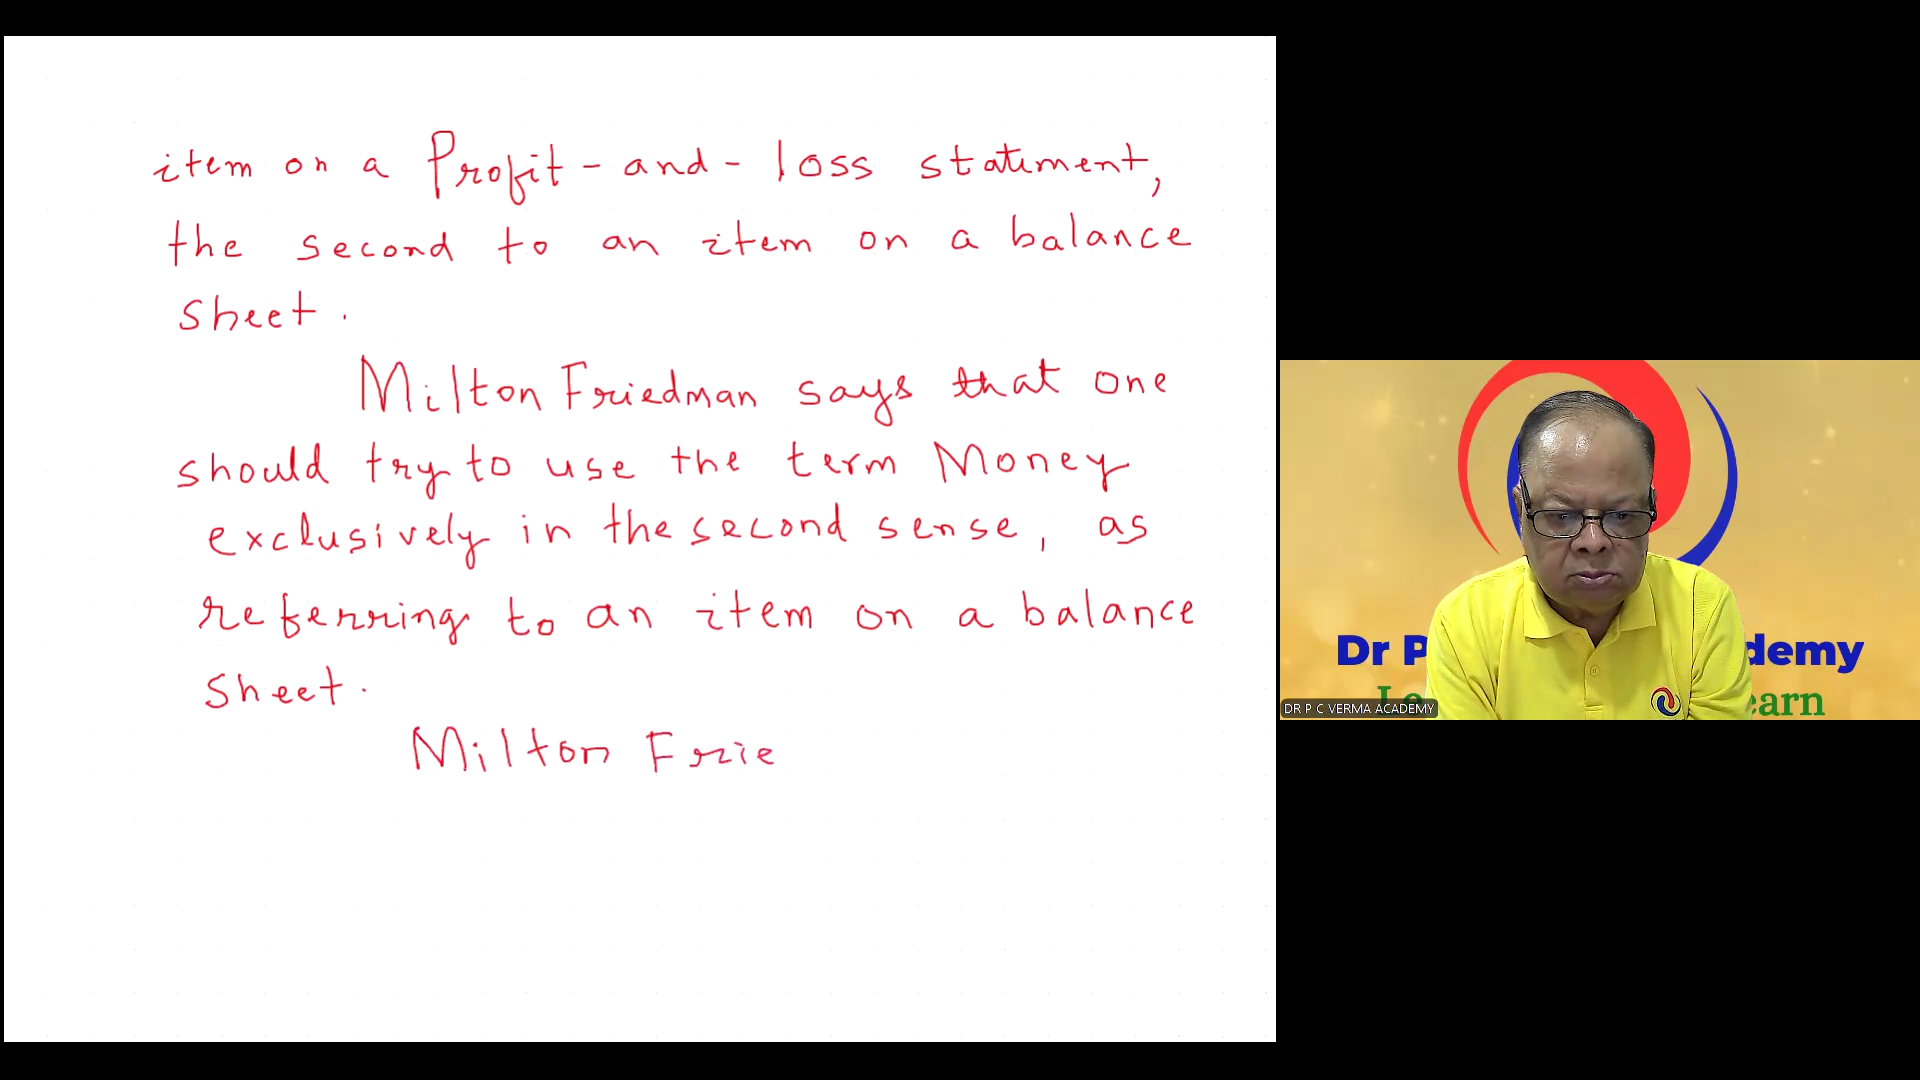 item on a Profit-and-loss statement,
the second to an item on a balance
sheet.
Milton Friedman says that one
should try to use the term Money
exclusively in the second sense, as
referring to an item on a balance
sheet.
Milton Frie
Dr P demy
Le earn
DR P C VERMA ACADEMY